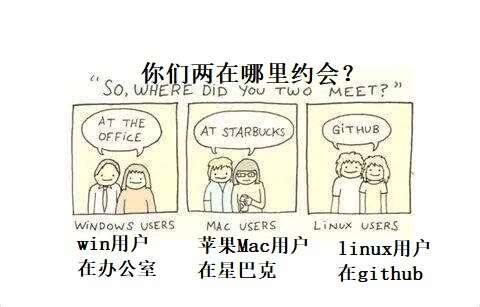 你们两在哪里约会？
"SO, WHERE DID YOU TWO MEET?"
AT THE
OFFICE
AT STARBUCKS
GITHUB
WINDOWS USERS
MAC USERS
LINUX USERS
win用户
在办公室
苹果Mac用户
在星巴克
linux用户
在github